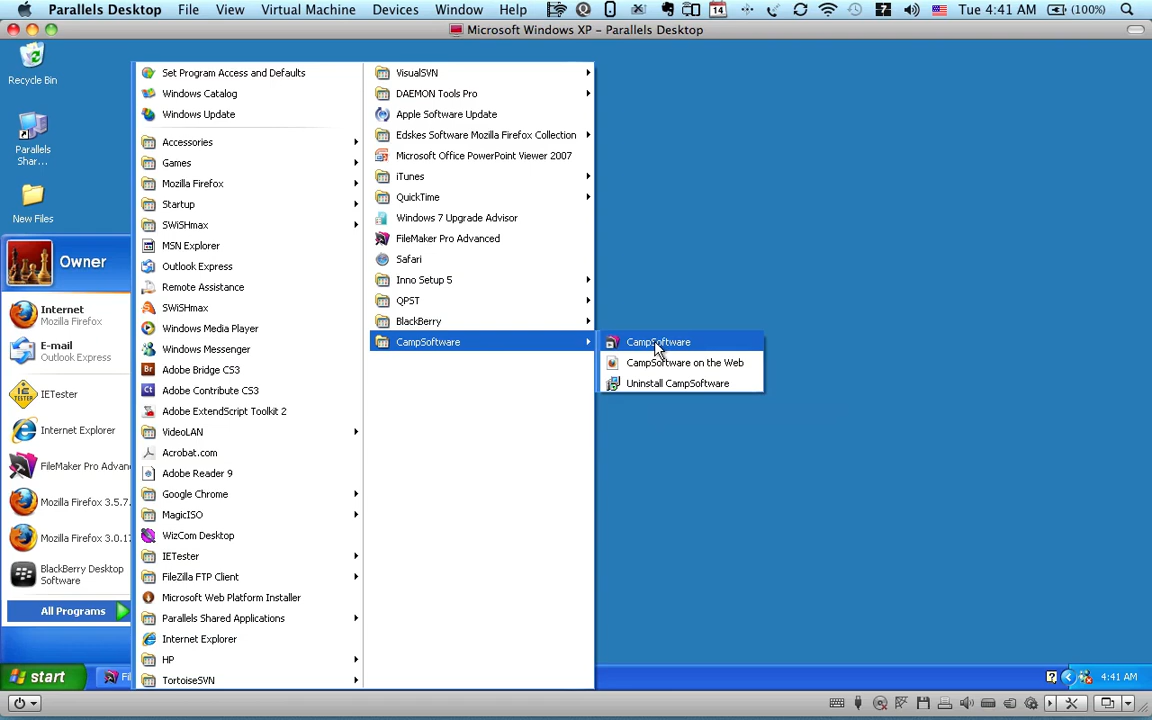 Parallels Desktop File View Virtual Machine Devices Window Help 14 Tue 4:41 AM (100%)
Microsoft Windows XP – Parallels Desktop
Recycle Bin
Parallels
Shar...
New Files
Owner
Internet
Mozilla Firefox
E-mail
Outlook Express
IETester
Internet Explorer
FileMaker Pro Advan
Mozilla Firefox 3.5.7
Mozilla Firefox 3.0.1
BlackBerry Desktop
Software
All Programs
Set Program Access and Defaults
Windows Catalog
Windows Update
Accessories
Games
Mozilla Firefox
Startup
SWiSHmax
MSN Explorer
Outlook Express
Remote Assistance
SWiSHmax
Windows Media Player
Windows Messenger
Adobe Bridge CS3
Adobe Contribute CS3
Adobe ExtendScript Toolkit 2
VideoLAN
Acrobat.com
Adobe Reader 9
Google Chrome
MagicISO
WizCom Desktop
IETester
FileZilla FTP Client
Microsoft Web Platform Installer
Parallels Shared Applications
Internet Explorer
HP
TortoiseSVN
VisualSVN
DAEMON Tools Pro
Apple Software Update
Edskes Software Mozilla Firefox Collection
Microsoft Office PowerPoint Viewer 2007
iTunes
QuickTime
Windows 7 Upgrade Advisor
FileMaker Pro Advanced
Safari
Inno Setup 5
QPST
BlackBerry
CampSoftware
CampSoftware
CampSoftware on the Web
Uninstall CampSoftware
start
Fi
4:41 AM